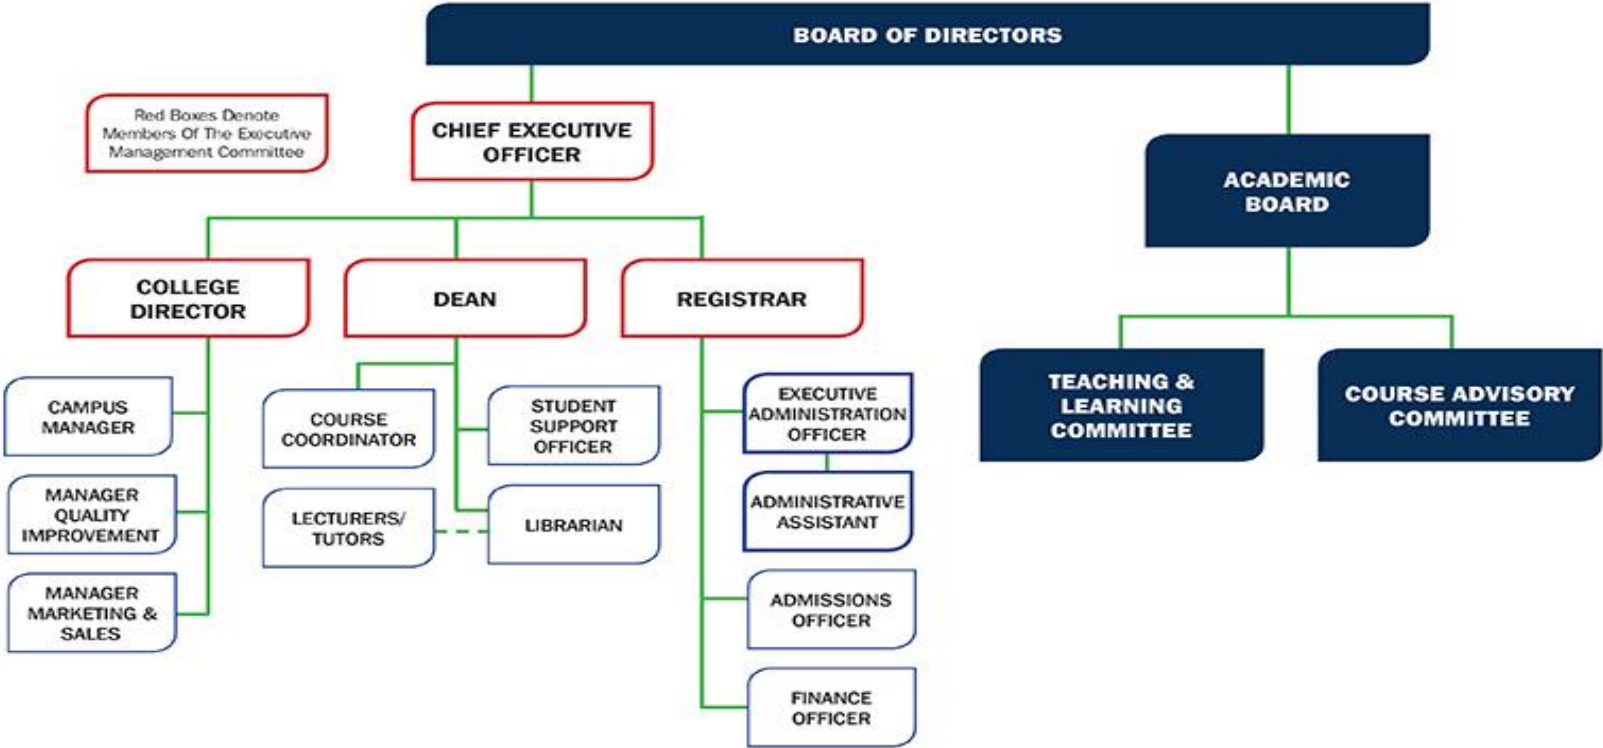 BOARD OF DIRECTORS
Red Boxes Denote
Members Of The Executive
Management Committee
CHIEF EXECUTIVE
OFFICER
ACADEMIC
BOARD
COLLEGE
DIRECTOR
DEAN
REGISTRAR
TEACHING &
LEARNING
COMMITTEE
COURSE ADVISORY
COMMITTEE
CAMPUS
MANAGER
MANAGER
QUALITY
IMPROVEMENT
MANAGER
MARKETING &
SALES
COURSE
COORDINATOR
LECTURERS/
TUTORS
STUDENT
SUPPORT
OFFICER
LIBRARIAN
EXECUTIVE
ADMINISTRATION
OFFICER
ADMINISTRATIVE
ASSISTANT
ADMISSIONS
OFFICER
FINANCE
OFFICER